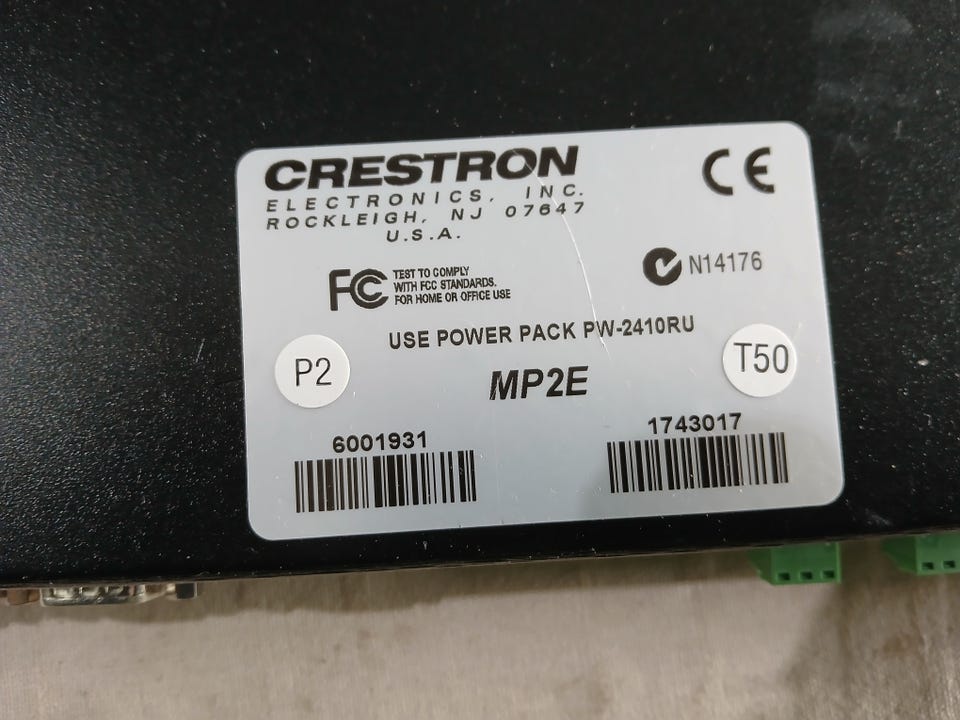 CRESTRON
ELECTRONICS, INC.
ROCKLEIGH, NJ 07647
U.S.A.
CE
FC
TEST TO COMPLY
WITH FCC STANDARDS.
FOR HOME OR OFFICE USE
N14176
USE POWER PACK PW-2410RU
P2
MP2E
T50
6001931
1743017